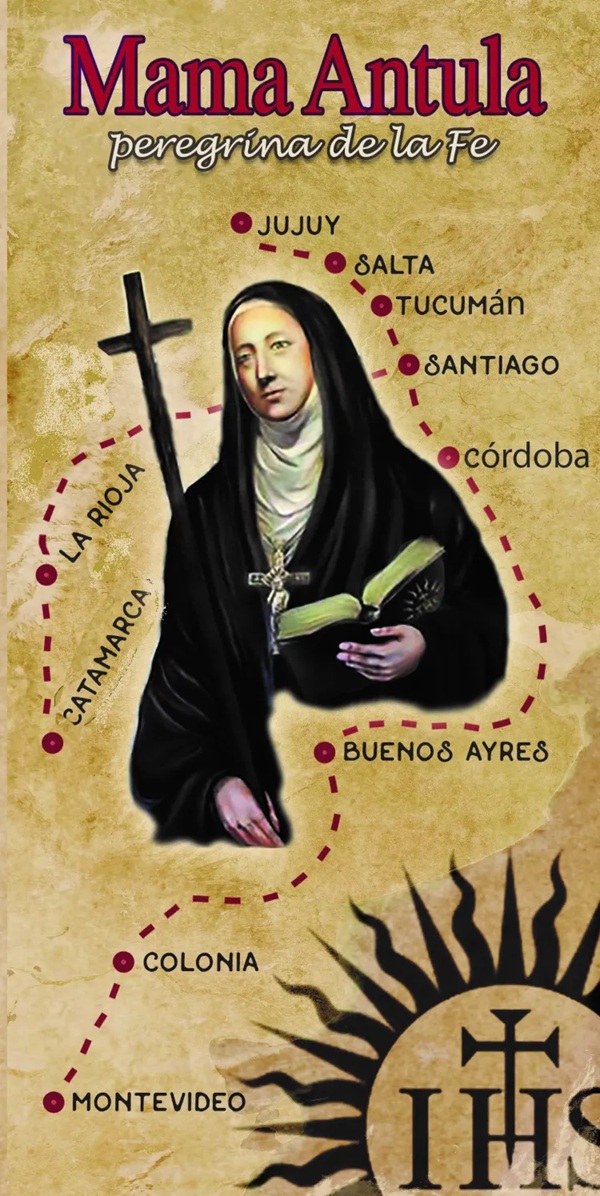 Mama Antula
peregrina de la Fe
JUJUY
SALTA
TUCUMán
SANTIAGO
córdoba
LA RIOJA
CATAMARCA
BUENOS AYRES
COLONIA
MONTEVIDEO
IHS